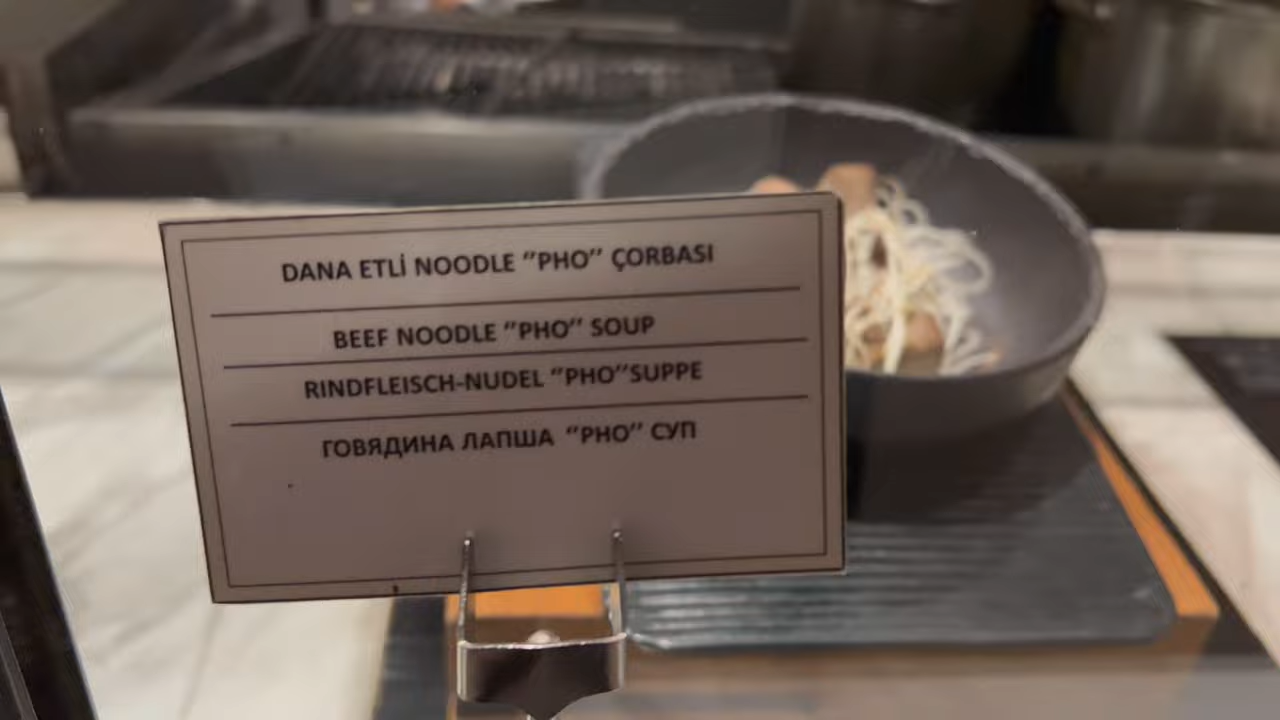 DANA ETLİ NOODLE ‘’PHO’’ ÇORBASI
BEEF NOODLE ‘’PHO’’ SOUP
RINDFLEISCH-NUDEL ‘’PHO’’SUPPE
ГОВЯДИНА ЛАПША ‘’PHO’’ СУП